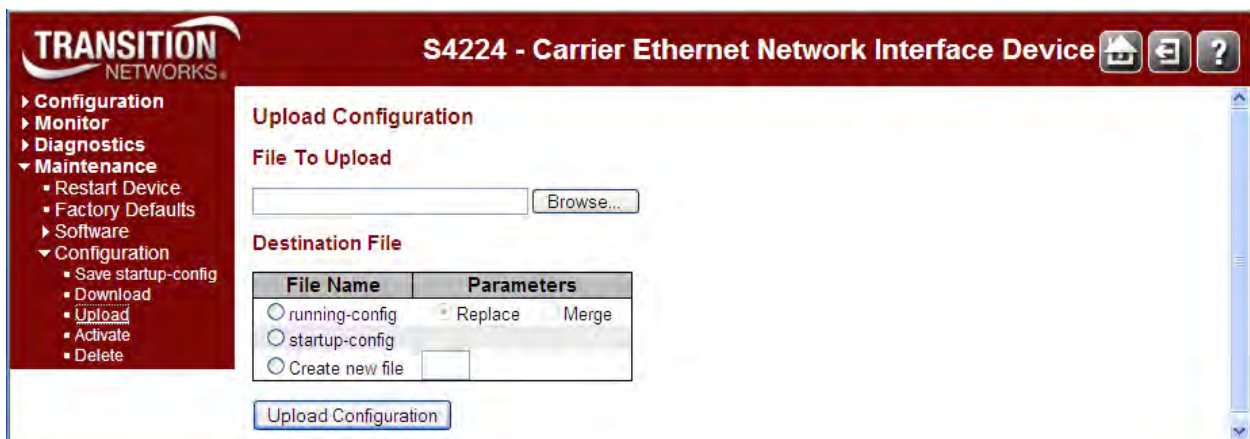 TRANSITION
NETWORKS®
S4224 - Carrier Ethernet Network Interface Device
?
Configuration
Monitor
Diagnostics
Maintenance
Restart Device
Factory Defaults
Software
Configuration
Save startup-config
Download
Upload
Activate
Delete
Upload Configuration
File To Upload
Browse...
Destination File
File Name Parameters
running-config Replace Merge
startup-config
Create new file
Upload Configuration